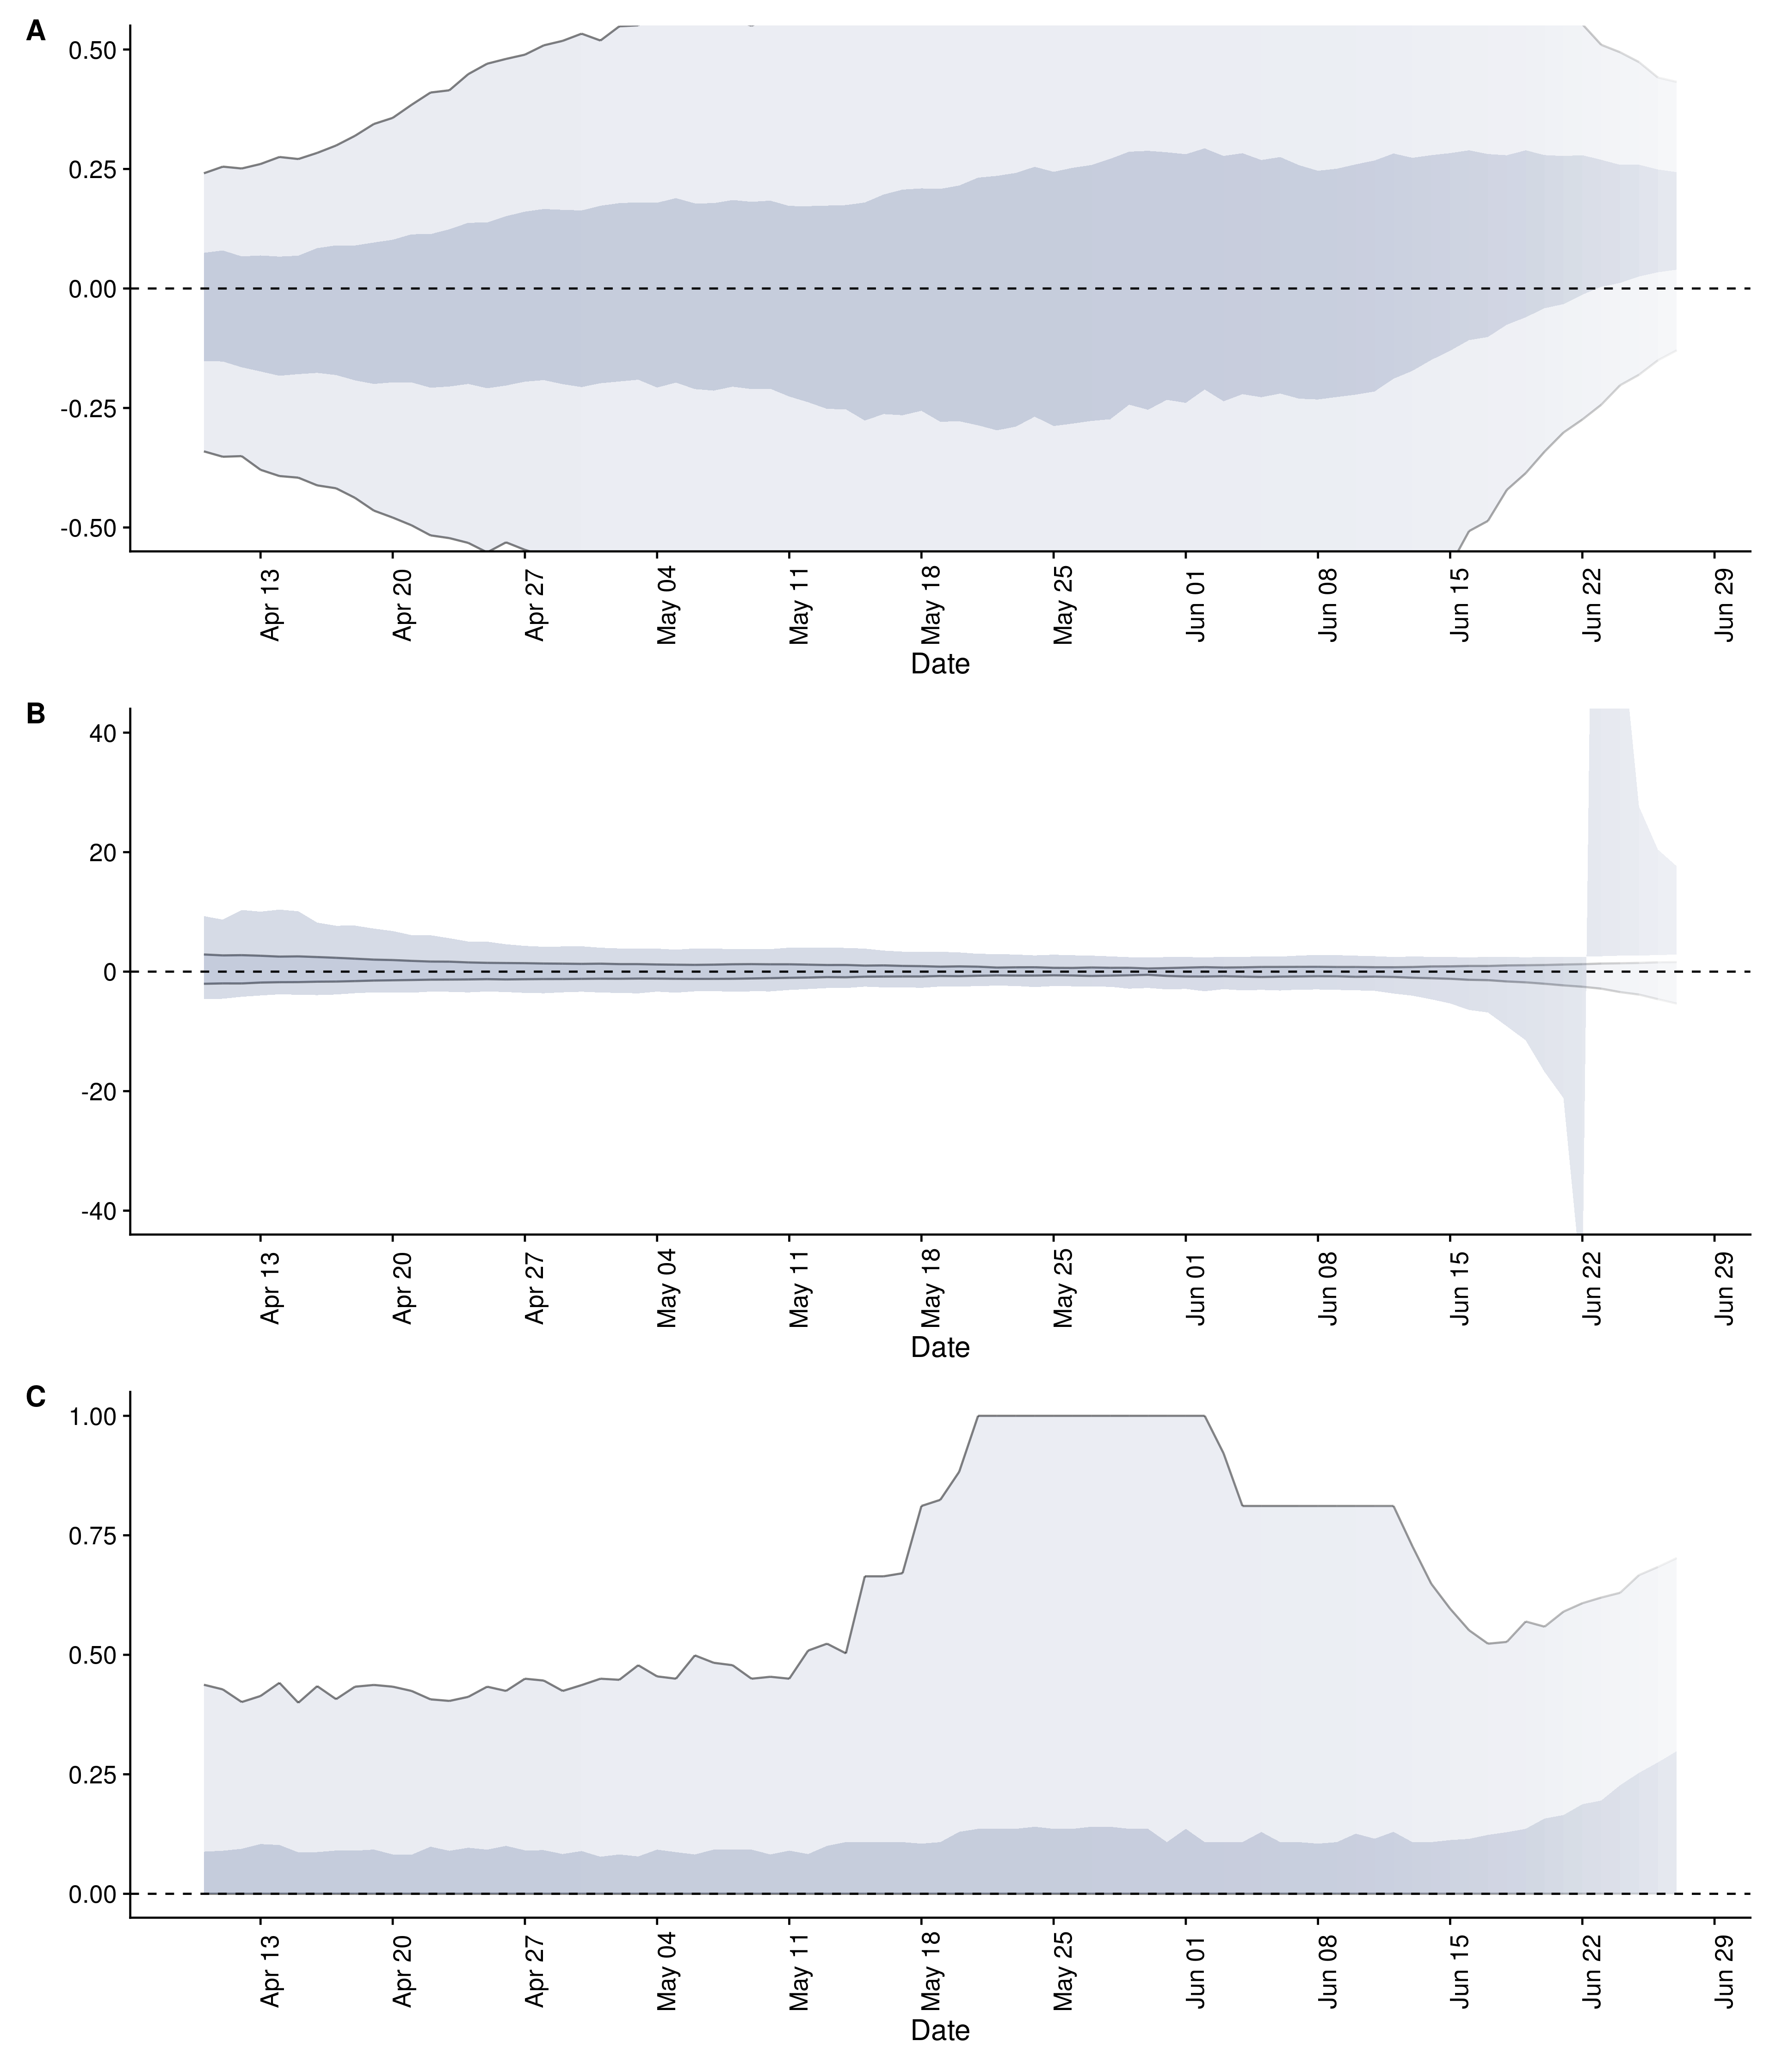 A
0.50
0.25
0.00
-0.25
-0.50
Apr 13
Apr 20
Apr 27
May 04
May 11
May 18
May 25
Jun 01
Jun 08
Jun 15
Jun 22
Jun 29
Date
B
40
20
0
-20
-40
Apr 13
Apr 20
Apr 27
May 04
May 11
May 18
May 25
Jun 01
Jun 08
Jun 15
Jun 22
Jun 29
Date
C
1.00
0.75
0.50
0.25
0.00
Apr 13
Apr 20
Apr 27
May 04
May 11
May 18
May 25
Jun 01
Jun 08
Jun 15
Jun 22
Jun 29
Date